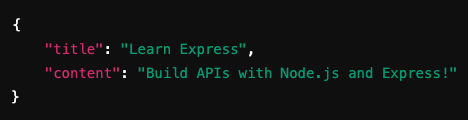 {
    "title": "Learn Express",
    "content": "Build APIs with Node.js and Express!"
}